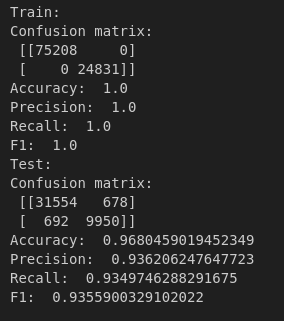 Train:
Confusion matrix:
[[75208     0]
[    0 24831]]
Accuracy:  1.0
Precision:  1.0
Recall:  1.0
F1:  1.0
Test:
Confusion matrix:
[[31554   678]
[  692  9950]]
Accuracy:  0.9680459019452349
Precision:  0.936206247647723
Recall:  0.9349746288291675
F1:  0.9355900329102022